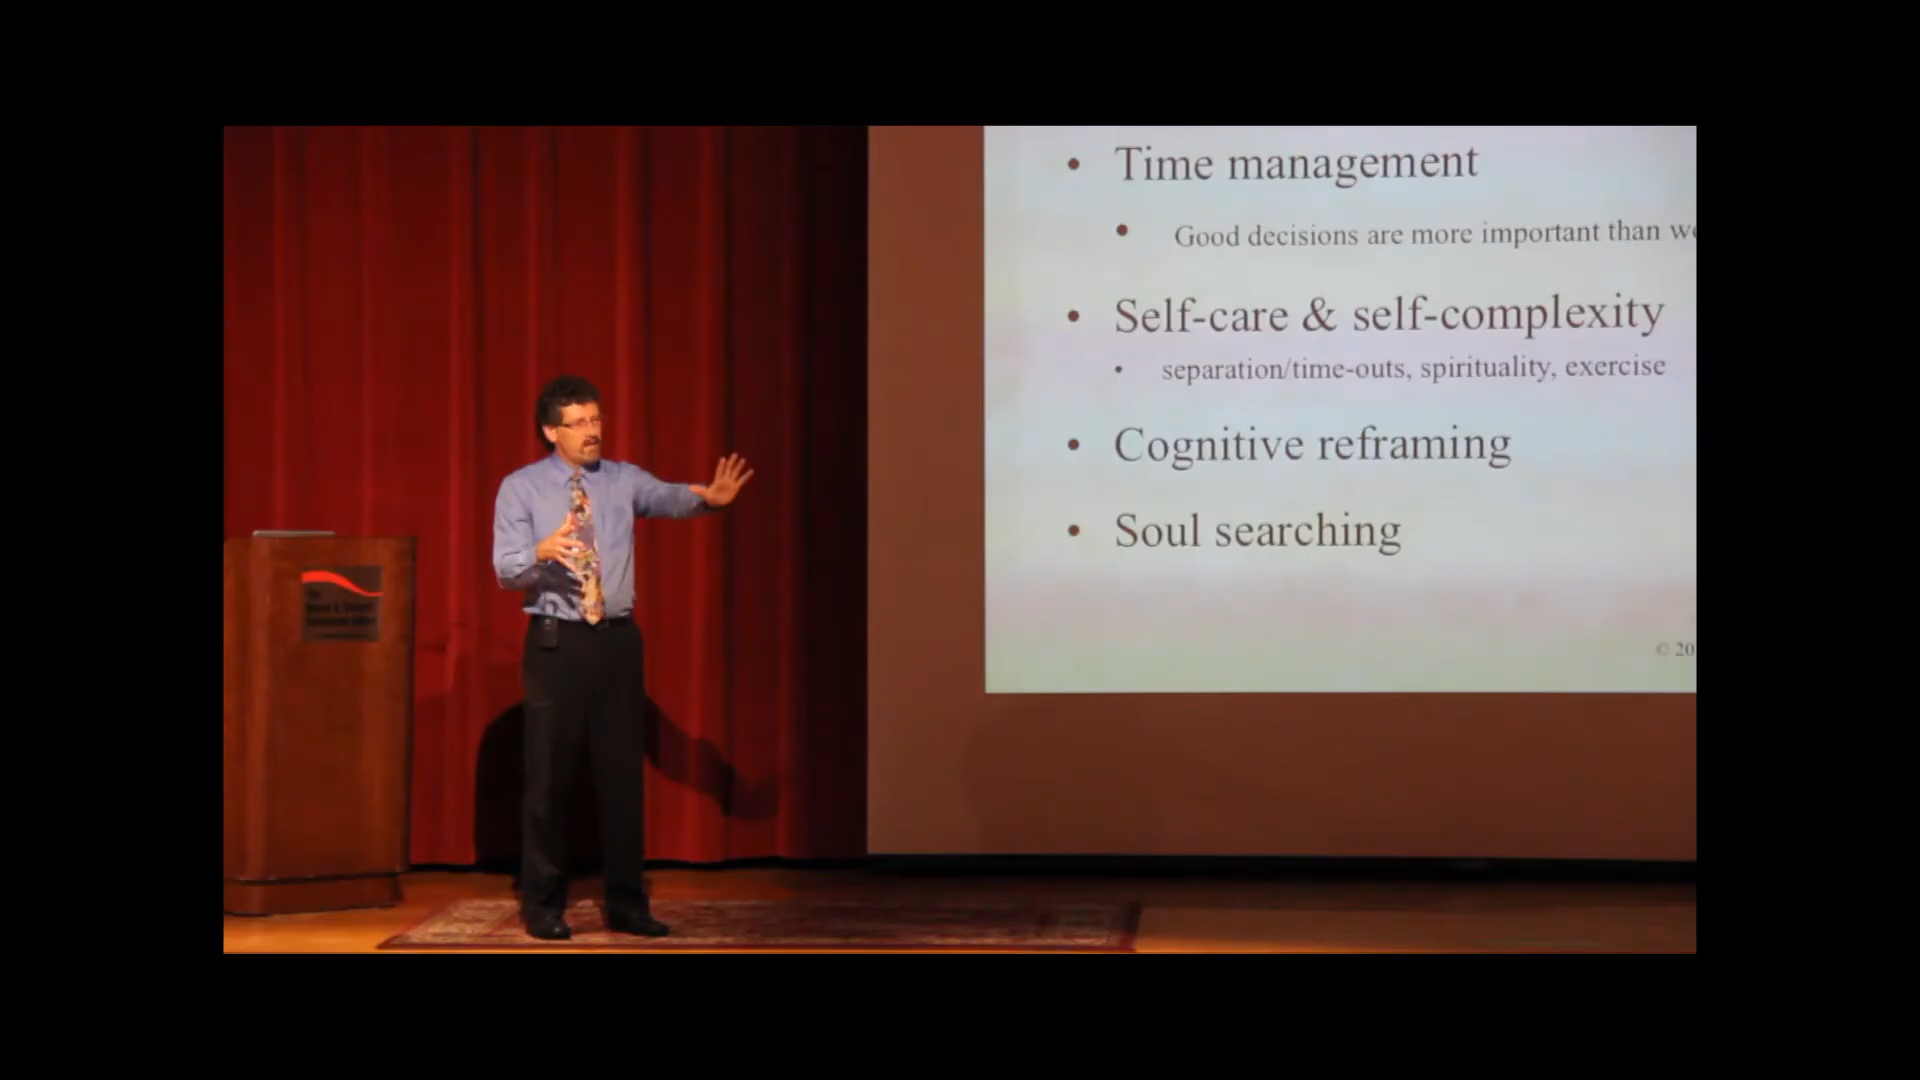 • Time management
• Good decisions are more important than
• Self-care & self-complexity
• separation/time-outs, spirituality, exercise
• Cognitive reframing
• Soul searching
© 20